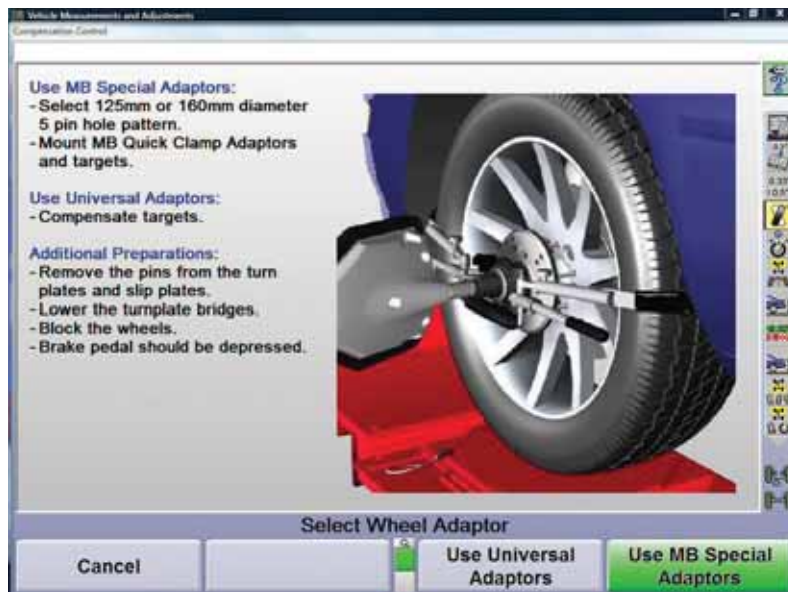 Vehicle Measurements and Adjustments
Compensation Control
Use MB Special Adaptors:
- Select 125mm or 160mm diameter
5 pin hole pattern.
- Mount MB Quick Clamp Adaptors
and targets.
Use Universal Adaptors:
- Compensate targets.
Additional Preparations:
- Remove the pins from the turn
plates and slip plates.
- Lower the turnplate bridges.
- Block the wheels.
- Brake pedal should be depressed.
Select Wheel Adaptor
Cancel
Use Universal
Adaptors
Use MB Special
Adaptors